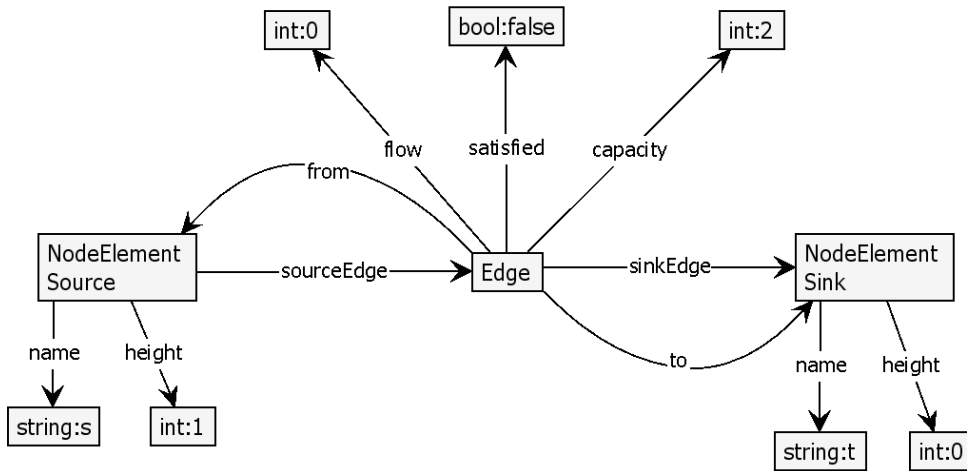 int:0
bool:false
int:2
flow
satisfied
capacity
from
NodeElement
Source
sourceEdge
Edge
sinkEdge
NodeElement
Sink
name
height
to
name
height
string:s
int:1
string:t
int:0